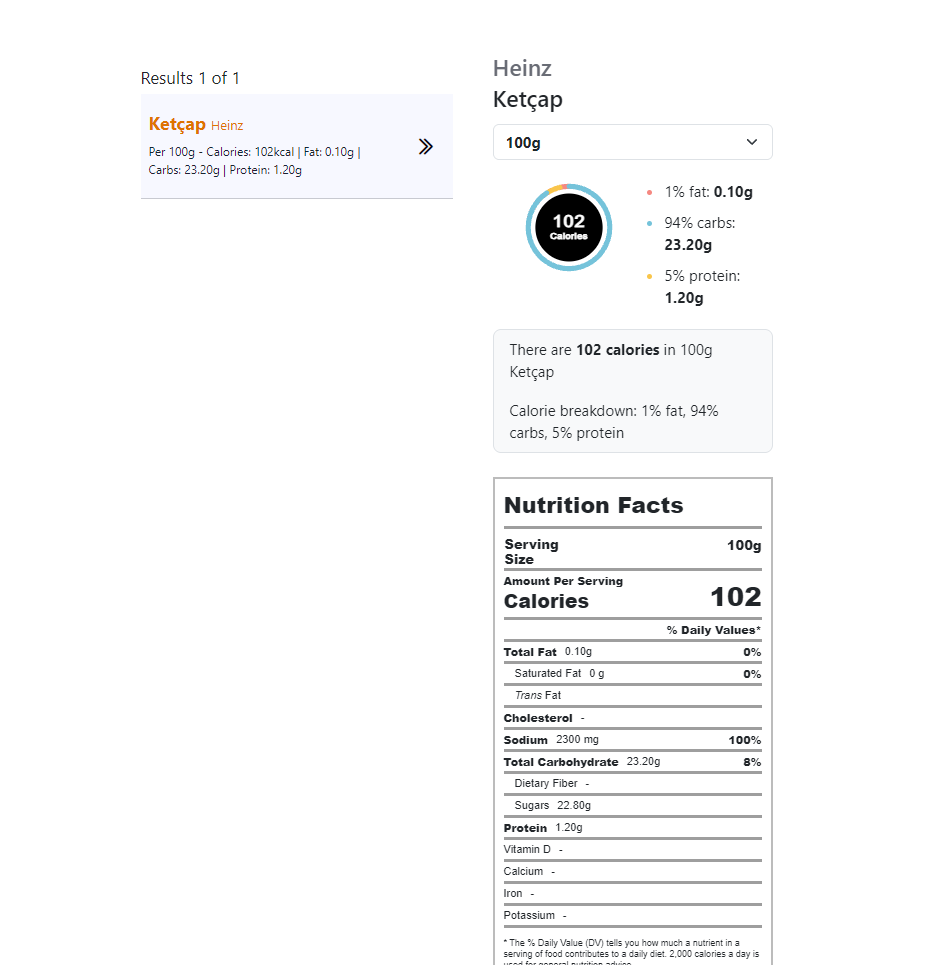 Results 1 of 1
Ketçap Heinz
Per 100g - Calories: 102kcal | Fat: 0.10g |
Carbs: 23.20g | Protein: 1.20g
Heinz
Ketçap
100g
102
Calories
1% fat: 0.10g
94% carbs:
23.20g
5% protein:
1.20g
There are 102 calories in 100g
Ketçap
Calorie breakdown: 1% fat, 94%
carbs, 5% protein
Nutrition Facts
Serving
Size
100g
Amount Per Serving
Calories 102
% Daily Values*
Total Fat 0.10g 0%
Saturated Fat 0 g 0%
Trans Fat
Cholesterol -
Sodium 2300 mg 100%
Total Carbohydrate 23.20g 8%
Dietary Fiber -
Sugars 22.80g
Protein 1.20g
Vitamin D -
Calcium -
Iron -
Potassium -
* The % Daily Value (DV) tells you how much a nutrient in a
serving of food contributes to a daily diet. 2,000 calories a day is
used for general nutrition advice.